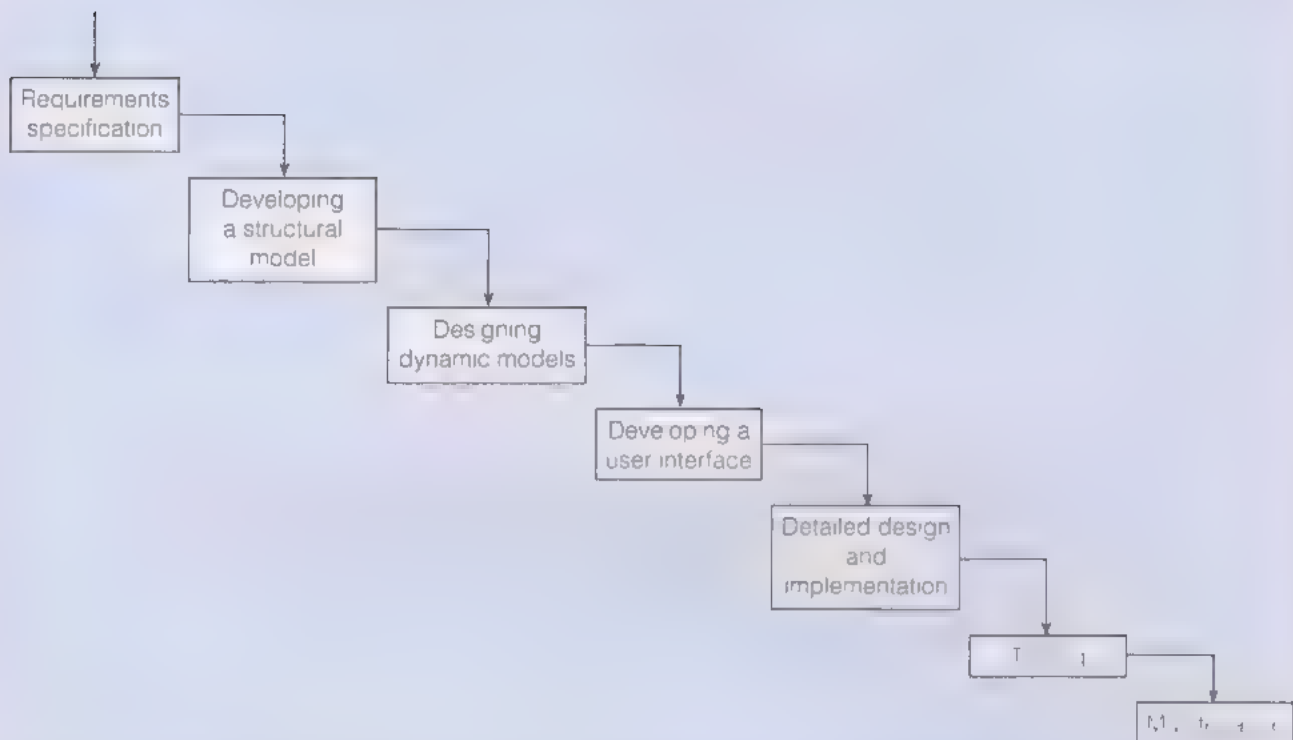 Requirements
specification
Developing
a structural
model
Designing
dynamic models
Developing a
user interface
Detailed design
and
implementation